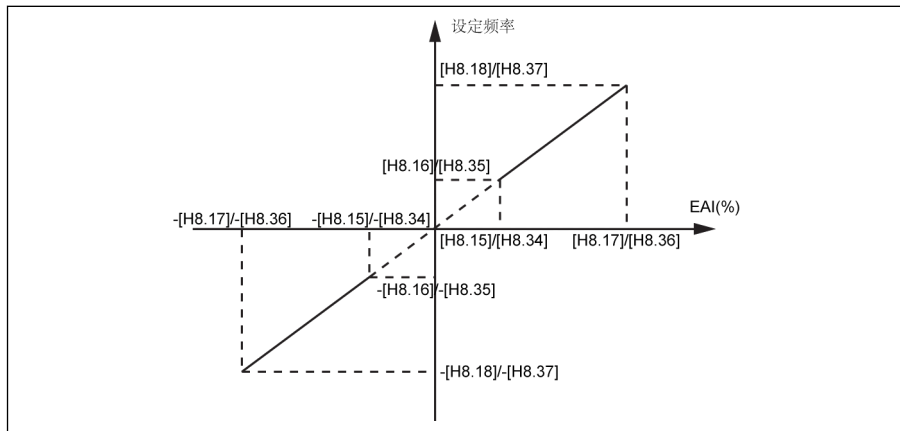 设定频率
[H8.18]/[H8.37]
[H8.16]/[H8.35]
EAI(%)
-[H8.17]/-[H8.36]
-[H8.15]/-[H8.34]
[H8.15]/[H8.34]
[H8.17]/[H8.36]
-[H8.16]/-[H8.35]
-[H8.18]/-[H8.37]